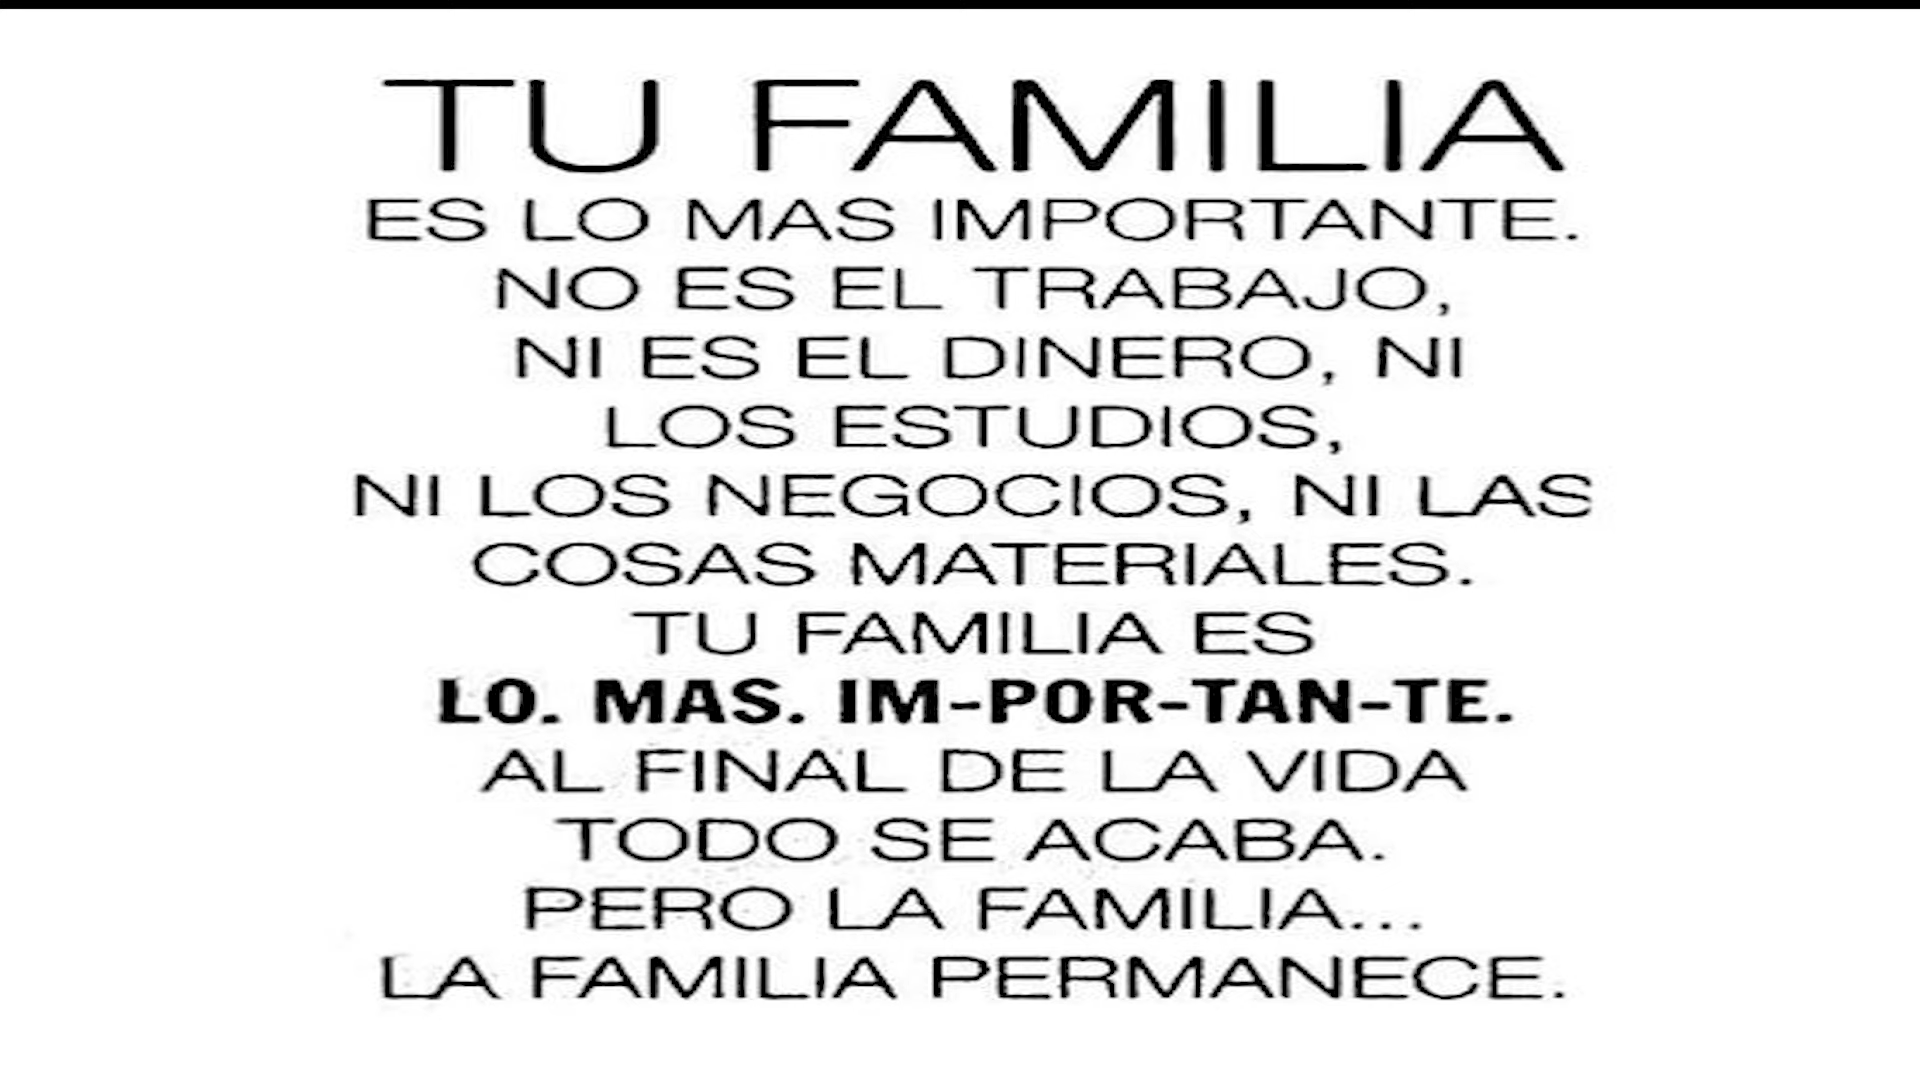 TU FAMILIA
ES LO MAS IMPORTANTE.
NO ES EL TRABAJO,
NI ES EL DINERO, NI
LOS ESTUDIOS,
NI LOS NEGOCIOS, NI LAS
COSAS MATERIALES.
TU FAMILIA ES
LO. MAS. IM-POR-TAN-TE.
AL FINAL DE LA VIDA
TODO SE ACABA.
PERO LA FAMILIA...
LA FAMILIA PERMANECE.